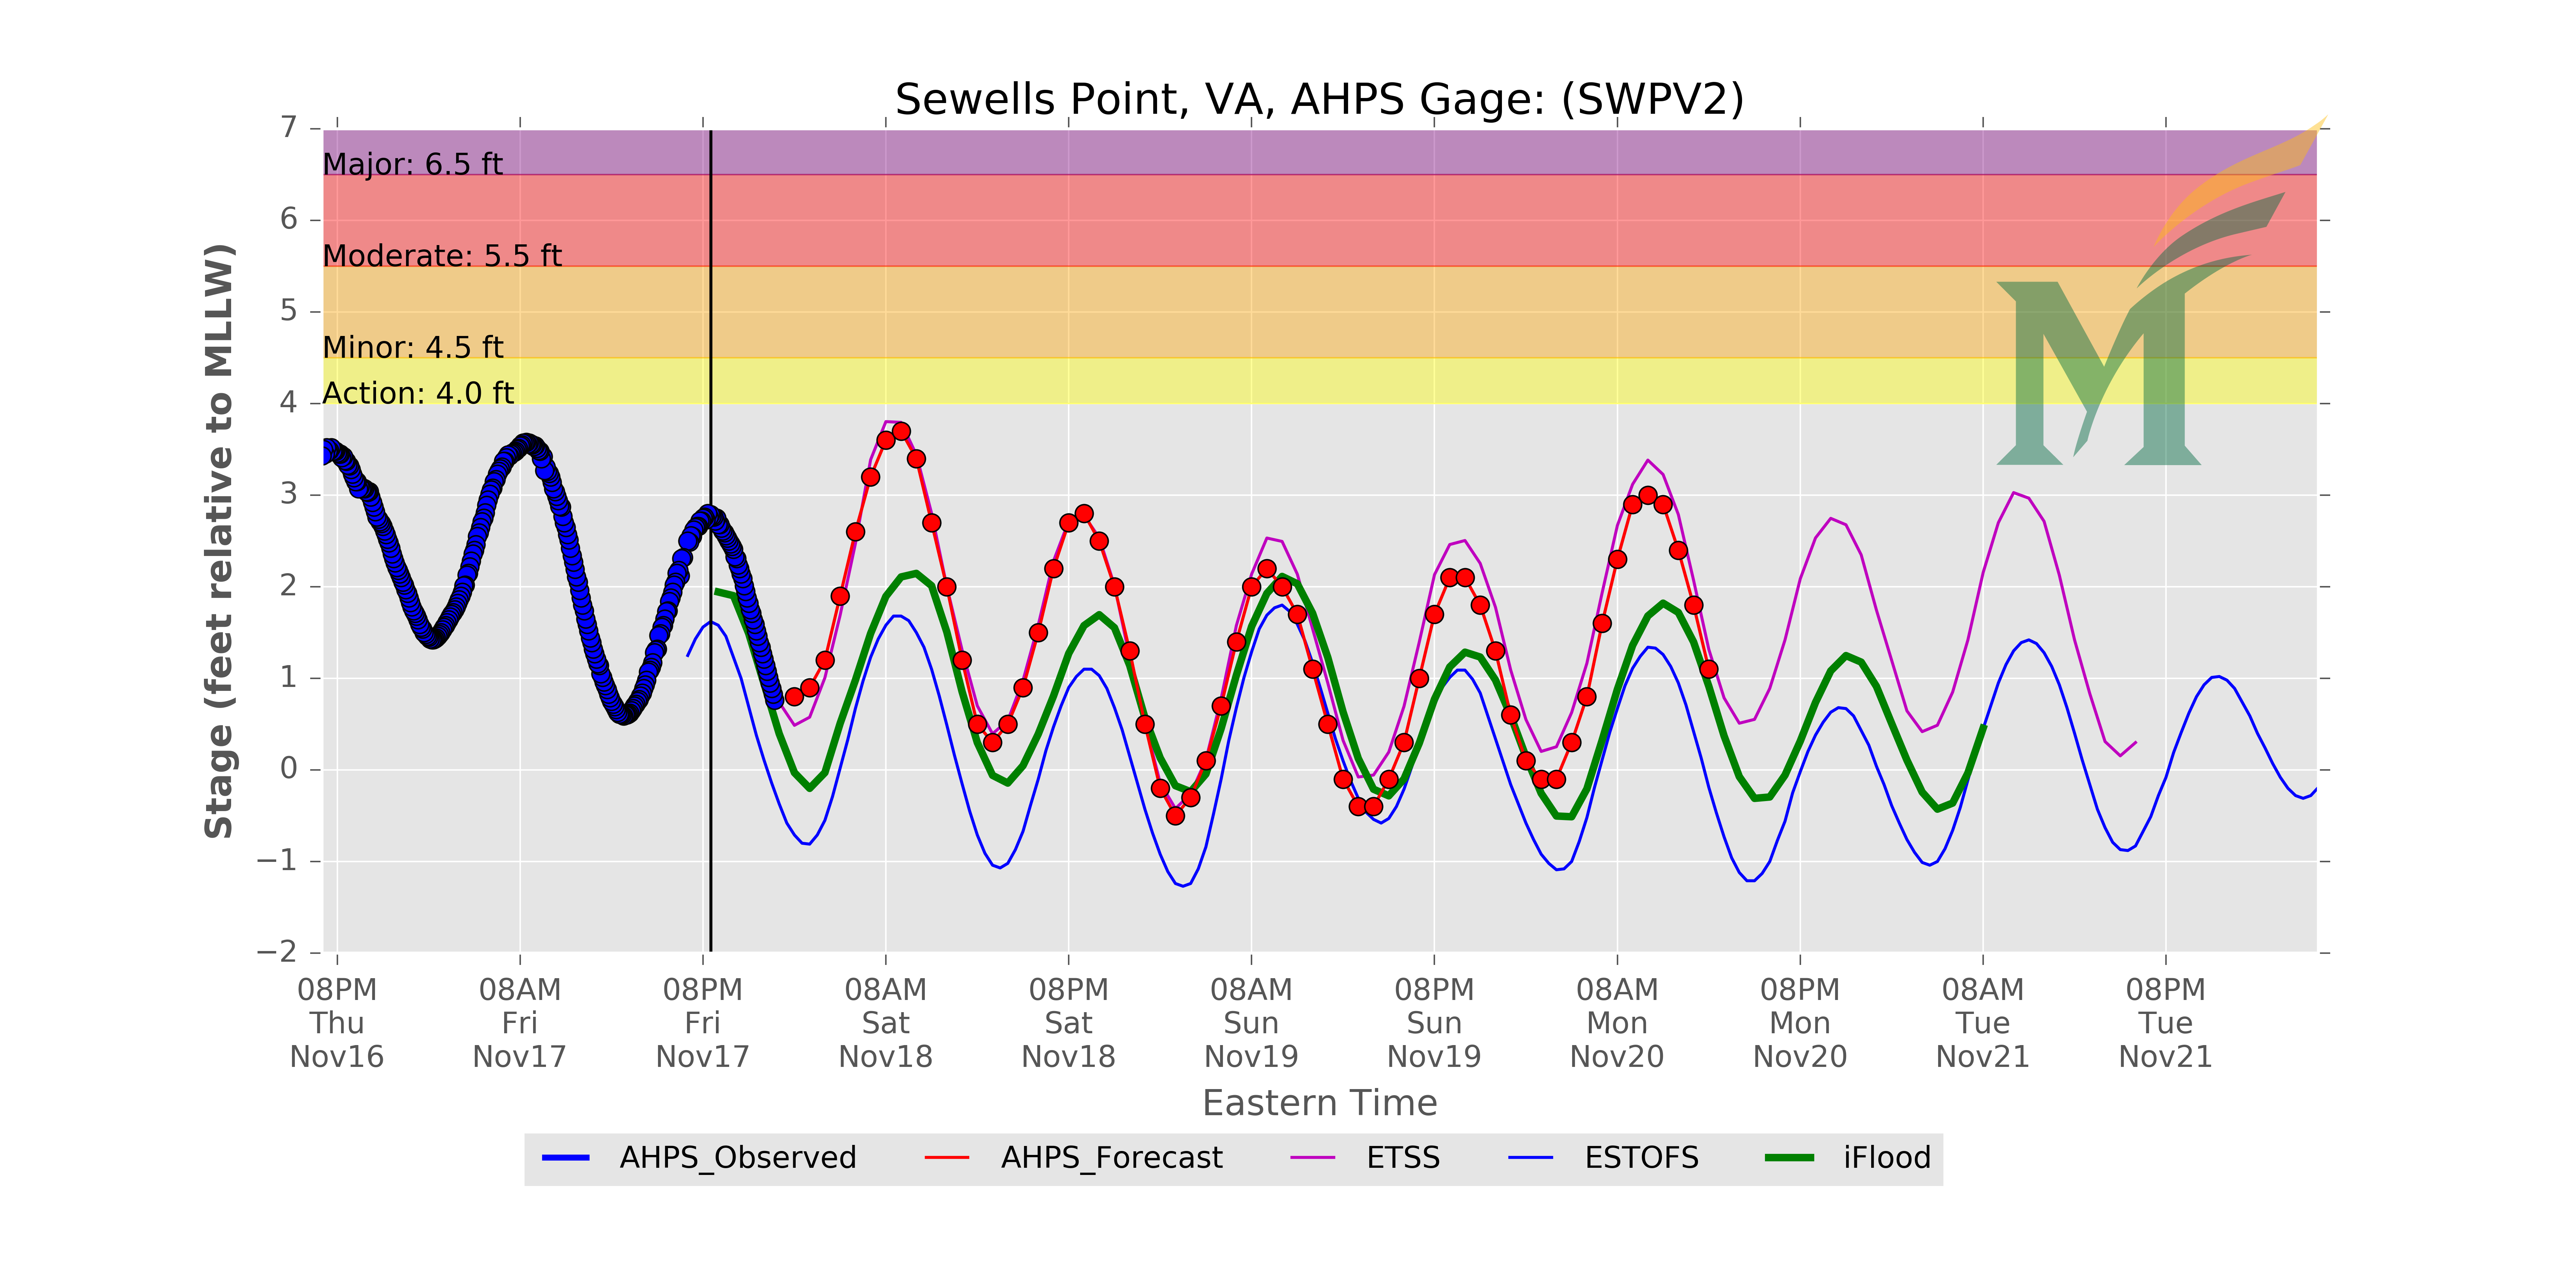 Sewells Point, VA, AHPS Gage: (SWPV2)
7
6
5
4
3
2
1
0
−1
−2
Stage (feet relative to MLLW)
Major: 6.5 ft
Moderate: 5.5 ft
Minor: 4.5 ft
Action: 4.0 ft
M
08PM 08AM 08PM 08AM 08PM 08AM 08PM 08AM 08PM 08AM 08PM
Thu Fri Fri Sat Sat Sun Sun Mon Mon Tue Tue
Nov16 Nov17 Nov17 Nov18 Nov18 Nov19 Nov19 Nov20 Nov20 Nov21 Nov21
Eastern Time
AHPS_Observed AHPS_Forecast ETSS ESTOFS iFlood